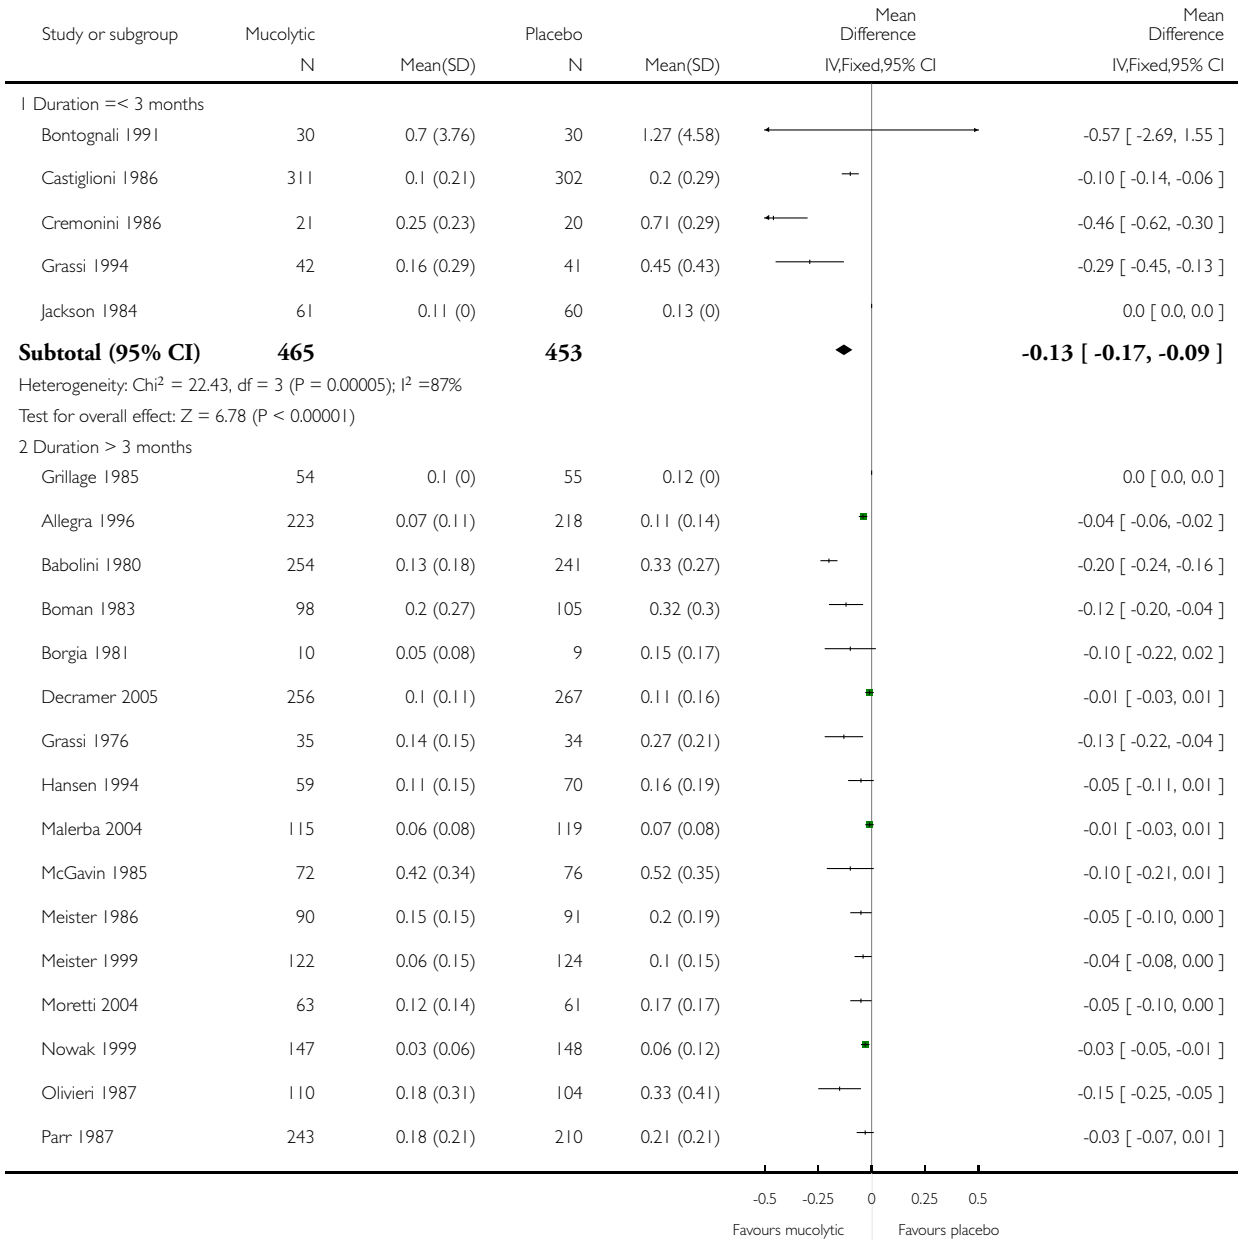 Mean Mean
Study or subgroup Mucolytic Placebo Difference Difference
N Mean(SD) N Mean(SD) IV,Fixed,95% CI IV,Fixed,95% CI
1 Duration =< 3 months
Bontognali 1991 30 0.7 (3.76) 30 1.27 (4.58) -0.57 [ -2.69, 1.55 ]
Castiglioni 1986 311 0.1 (0.21) 302 0.2 (0.29) -0.10 [ -0.14, -0.06 ]
Cremonini 1986 21 0.25 (0.23) 20 0.71 (0.29) -0.46 [ -0.62, -0.30 ]
Grassi 1994 42 0.16 (0.29) 41 0.45 (0.43) -0.29 [ -0.45, -0.13 ]
Jackson 1984 61 0.11 (0) 60 0.13 (0) 0.0 [ 0.0, 0.0 ]
Subtotal (95% CI) 465 453 -0.13 [ -0.17, -0.09 ]
Heterogeneity: Chi² = 22.43, df = 3 (P = 0.00005); I² =87%
Test for overall effect: Z = 6.78 (P < 0.00001)
2 Duration > 3 months
Grillage 1985 54 0.1 (0) 55 0.12 (0) 0.0 [ 0.0, 0.0 ]
Allegra 1996 223 0.07 (0.11) 218 0.11 (0.14) -0.04 [ -0.06, -0.02 ]
Babolini 1980 254 0.13 (0.18) 241 0.33 (0.27) -0.20 [ -0.24, -0.16 ]
Boman 1983 98 0.2 (0.27) 105 0.32 (0.3) -0.12 [ -0.20, -0.04 ]
Borgia 1981 10 0.05 (0.08) 9 0.15 (0.17) -0.10 [ -0.22, 0.02 ]
Decramer 2005 256 0.1 (0.11) 267 0.11 (0.16) -0.01 [ -0.03, 0.01 ]
Grassi 1976 35 0.14 (0.15) 34 0.27 (0.21) -0.13 [ -0.22, -0.04 ]
Hansen 1994 59 0.11 (0.15) 70 0.16 (0.19) -0.05 [ -0.11, 0.01 ]
Malerba 2004 115 0.06 (0.08) 119 0.07 (0.08) -0.01 [ -0.03, 0.01 ]
McGavin 1985 72 0.42 (0.34) 76 0.52 (0.35) -0.10 [ -0.21, 0.01 ]
Meister 1986 90 0.15 (0.15) 91 0.2 (0.19) -0.05 [ -0.10, 0.00 ]
Meister 1999 122 0.06 (0.15) 124 0.1 (0.15) -0.04 [ -0.08, 0.00 ]
Moretti 2004 63 0.12 (0.14) 61 0.17 (0.17) -0.05 [ -0.10, 0.00 ]
Nowak 1999 147 0.03 (0.06) 148 0.06 (0.12) -0.03 [ -0.05, -0.01 ]
Olivieri 1987 110 0.18 (0.31) 104 0.33 (0.41) -0.15 [ -0.25, -0.05 ]
Parr 1987 243 0.18 (0.21) 210 0.21 (0.21) -0.03 [ -0.07, 0.01 ]
-0.5 -0.25 0 0.25 0.5
Favours mucolytic Favours placebo